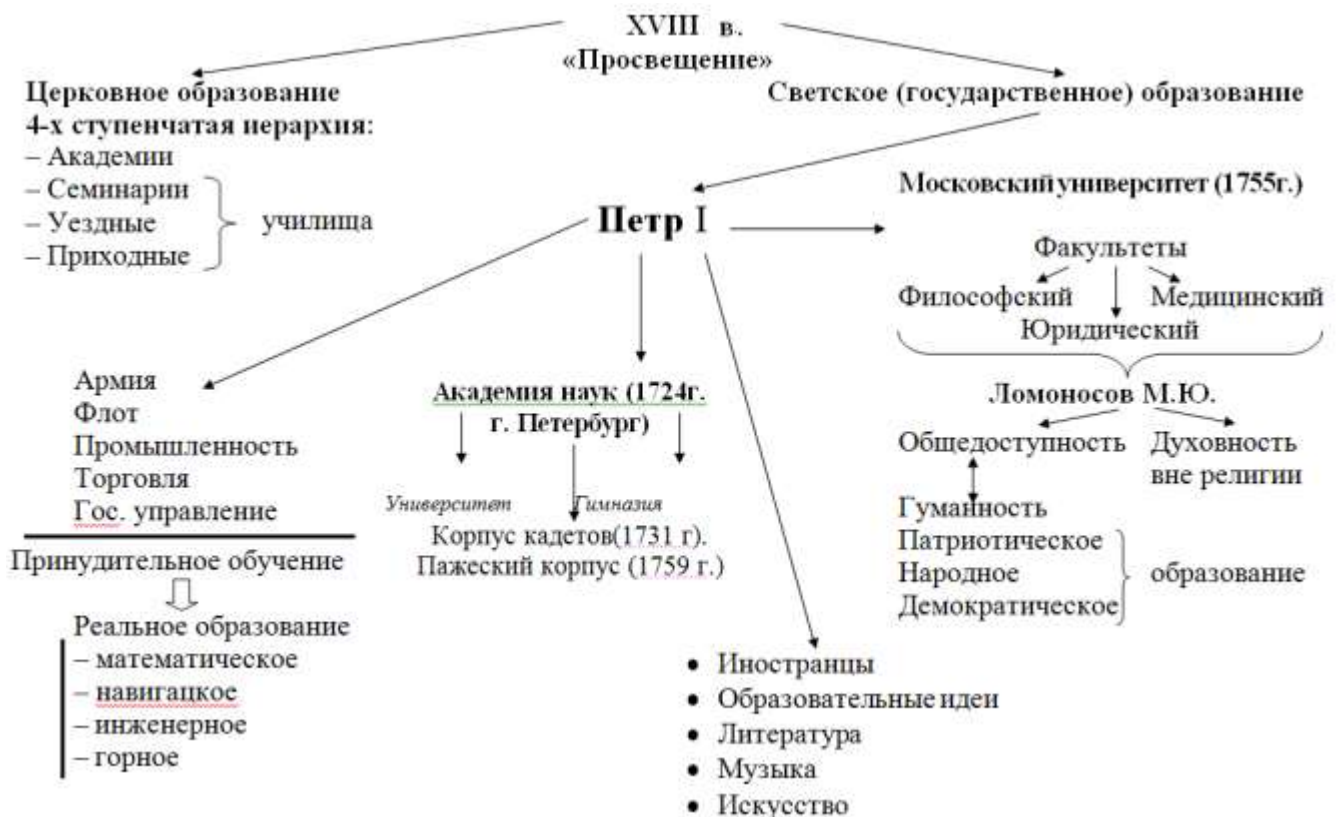 XVIII в.
«Просвещение»
Церковное образование
4-х ступенчатая иерархия:
– Академии
– Семинарии
– Уездные
– Приходные
училища
Светское (государственное) образование
Петр I
Московский университет (1755г.)
Факультеты
Философский
Медицинский
Юридический
Ломоносов М.Ю.
Общедоступность
Духовность
вне религии
Гуманность
Патриотическое
Народное
Демократическое
образование
Армия
Флот
Промышленность
Торговля
Гос. управление
Принудительное обучение
Реальное образование
– математическое
– навигацкое
– инженерное
– горное
Академия наук (1724г.
г. Петербург)
Университет
Гимназия
Корпус кадетов(1731 г).
Пажеский корпус (1759 г.)
• Иностранцы
• Образовательные идеи
• Литература
• Музыка
• Искусство